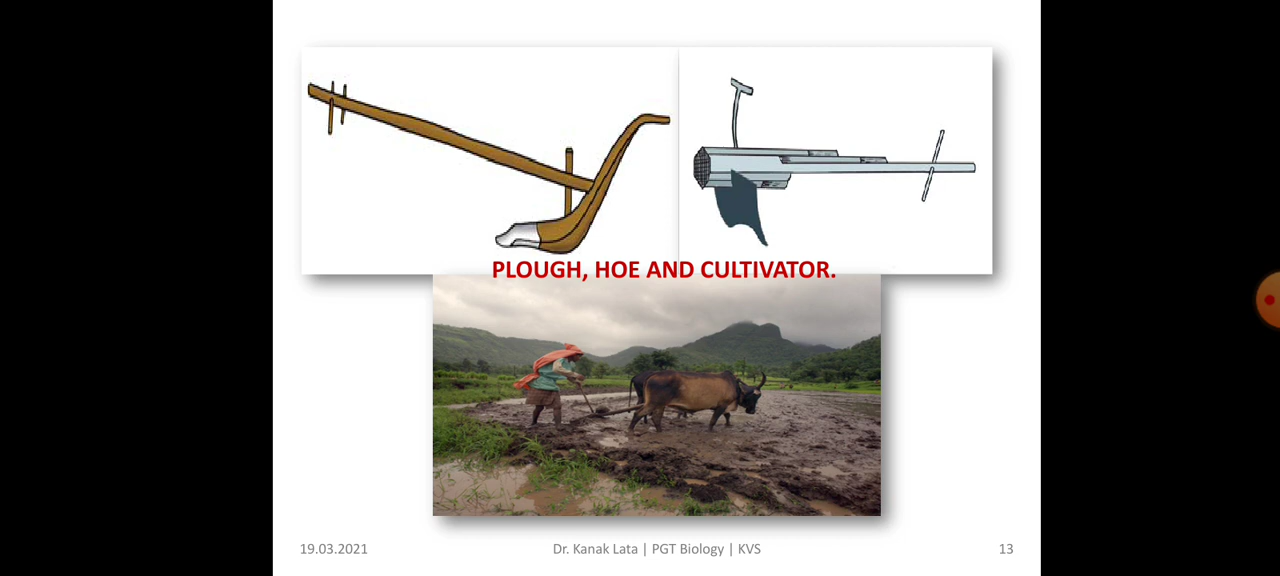 PLOUGH, HOE AND CULTIVATOR.
19.03.2021
Dr. Kanak Lata | PGT Biology | KVS
13